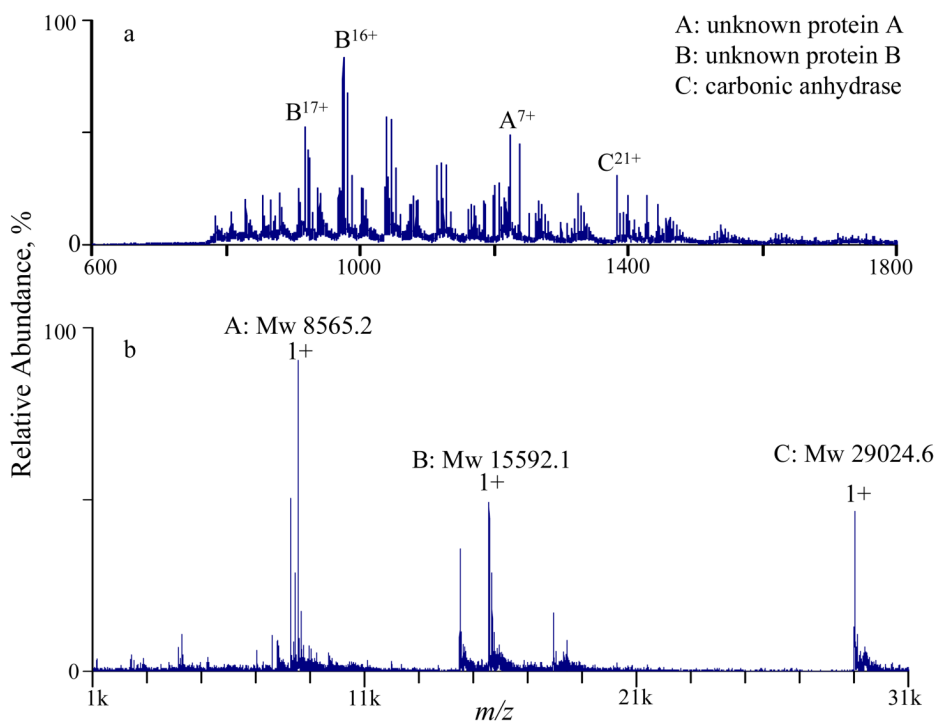 100
a
B16+
B17+
A7+
C21+
A: unknown protein A
B: unknown protein B
C: carbonic anhydrase
0
600
1000
1400
1800
Relative Abundance, %
100
b
A: Mw 8565.2
1+
B: Mw 15592.1
1+
C: Mw 29024.6
1+
0
1k
11k
21k
31k
m/z